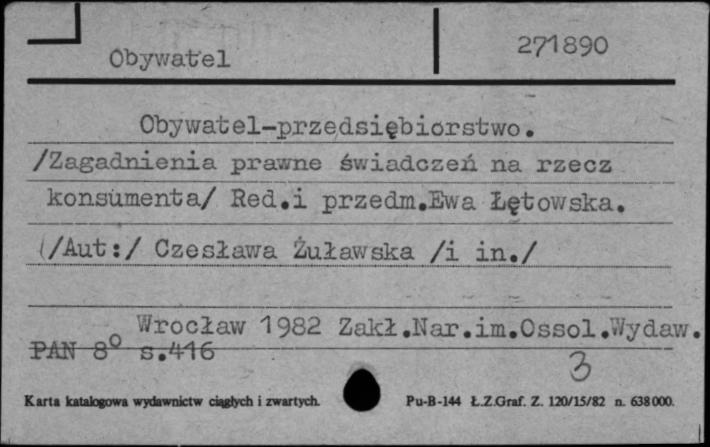 Obywatel 271890
Obywatel-przedsiębiorstwo.
/Zagadnienia prawne świadczeń na rzecz
konsumenta/ Red.i przedm.Ewa Łętowska.
/Aut:/ Czesława Żuławska /i in./
Wrocław 1982 Zakł.Nar.im.Ossol.Wydaw.
PAN 8° s.416
3
Karta katalogowa wydawnictw ciągłych i zwartych. Pu-B-144 Ł.Z.Graf. Z. 120/15/82 n. 638 000.